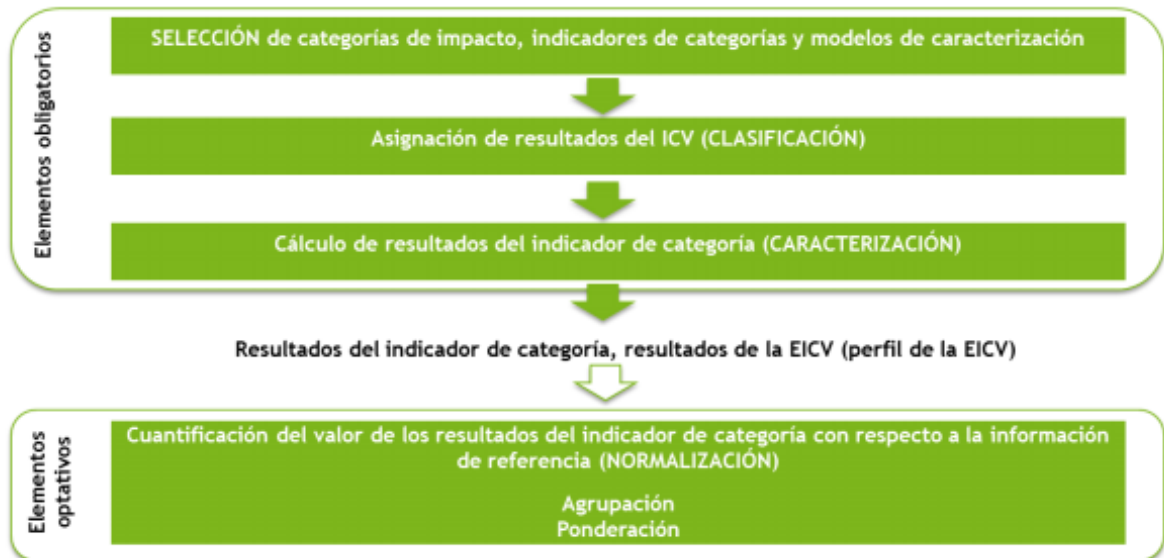 Elementos obligatorios
SELECCIÓN de categorías de impacto, indicadores de categorías y modelos de caracterización
Asignación de resultados del ICV (CLASIFICACIÓN)
Cálculo de resultados del indicador de categoría (CARACTERIZACIÓN)
Resultados del indicador de categoría, resultados de la EICV (perfil de la EICV)
Elementos
optativos
Cuantificación del valor de los resultados del indicador de categoría con respecto a la información
de referencia (NORMALIZACIÓN)
Agrupación
Ponderación